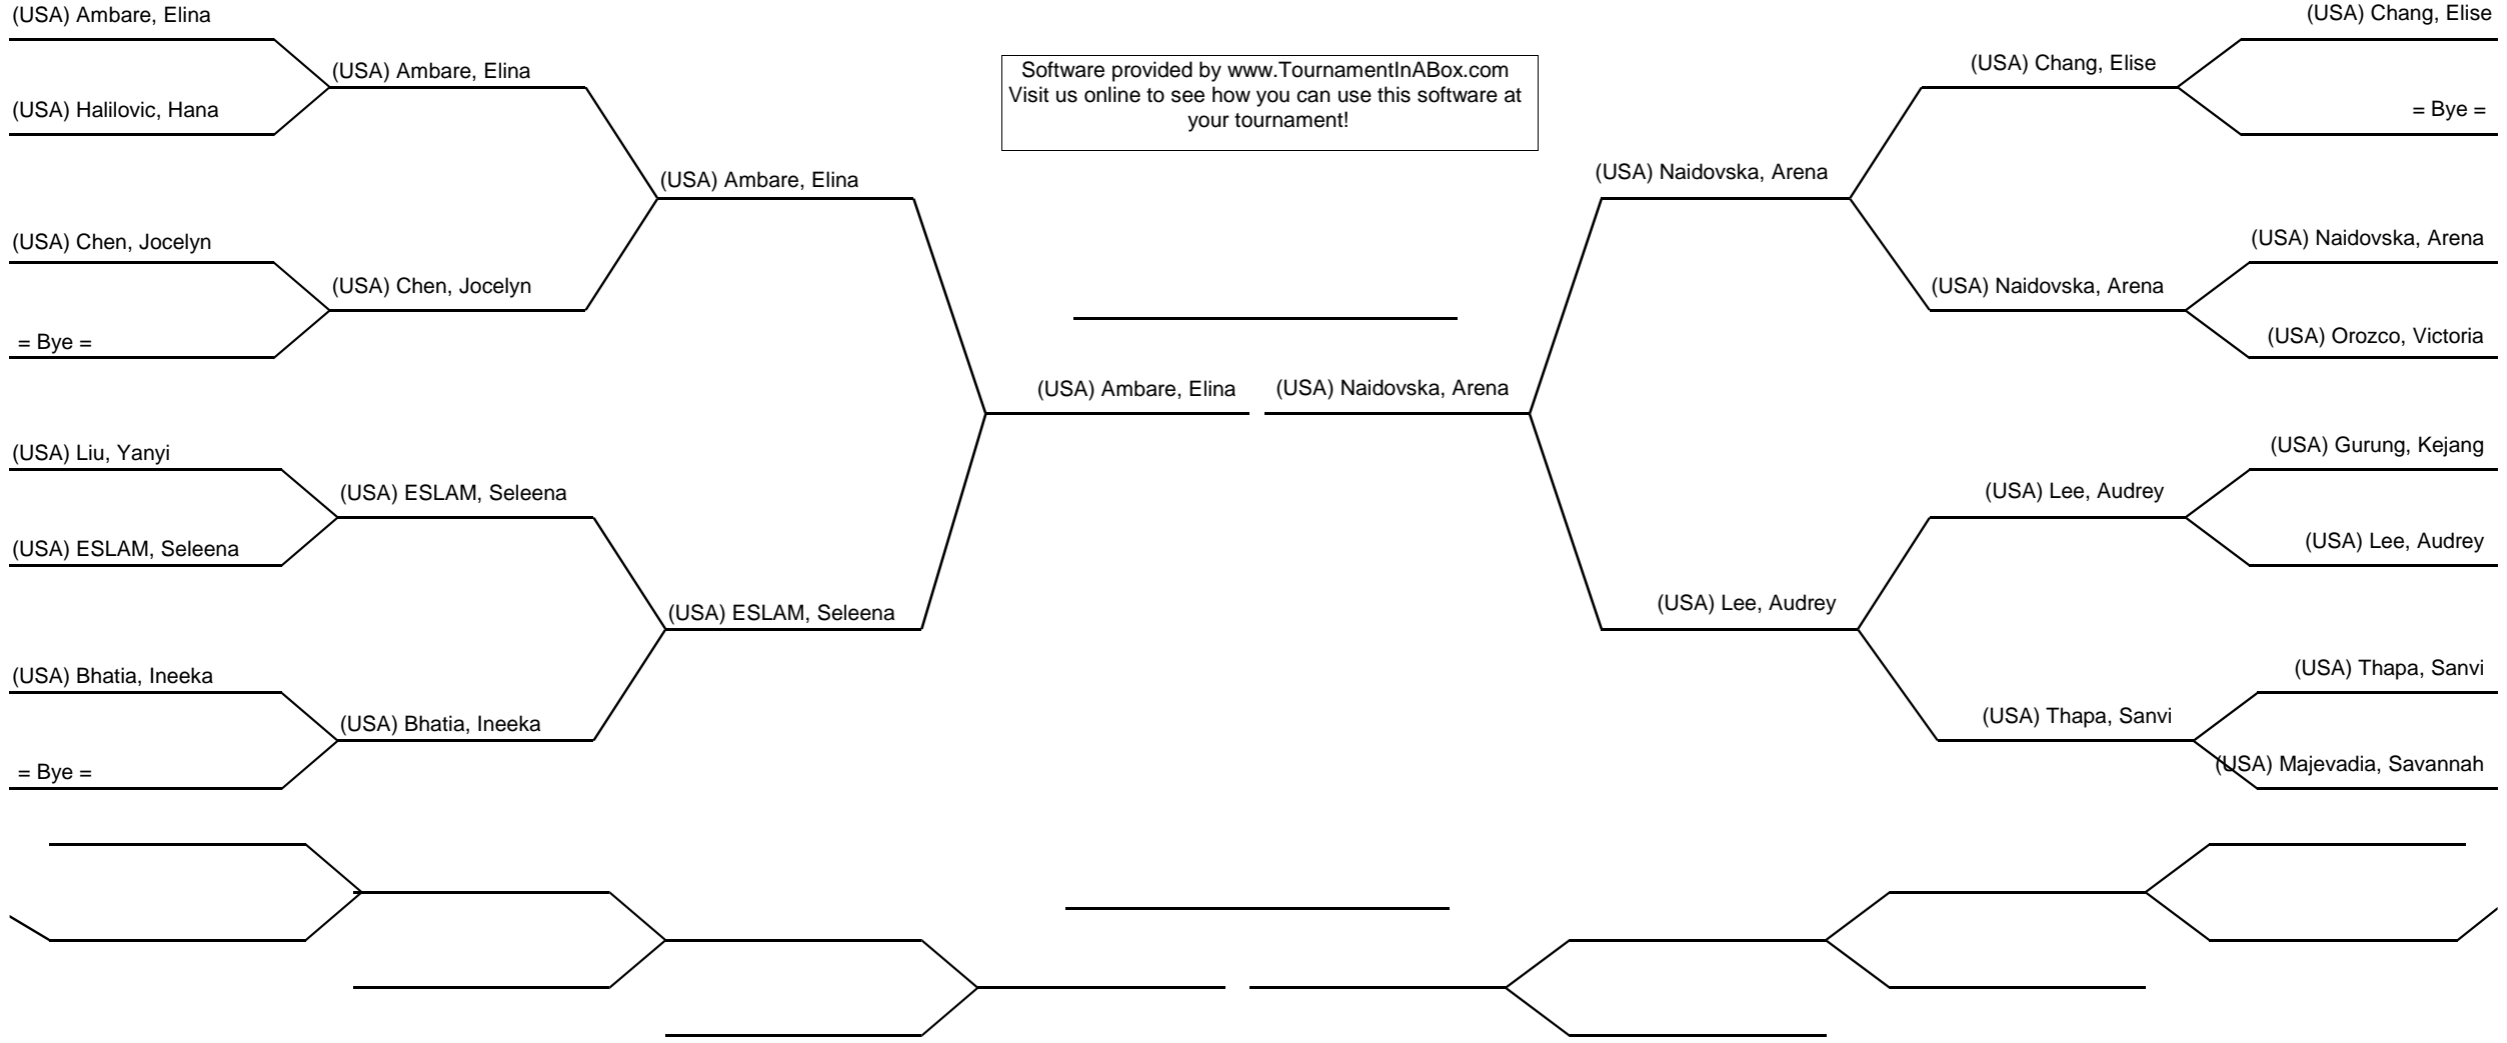 (USA) Ambare, Elina
(USA) Halilovic, Hana
(USA) Chen, Jocelyn
= Bye =
(USA) Liu, Yanyi
(USA) ESLAM, Seleena
(USA) Bhatia, Ineeka
= Bye =
(USA) Ambare, Elina
(USA) Chen, Jocelyn
(USA) ESLAM, Seleena
(USA) Bhatia, Ineeka
(USA) Ambare, Elina
(USA) ESLAM, Seleena
(USA) Ambare, Elina
Software provided by www.TournamentInABox.com
Visit us online to see how you can use this software at
your tournament!
(USA) Naidovska, Arena
(USA) Naidovska, Arena
(USA) Lee, Audrey
(USA) Chang, Elise
(USA) Naidovska, Arena
(USA) Lee, Audrey
(USA) Thapa, Sanvi
(USA) Chang, Elise
= Bye =
(USA) Naidovska, Arena
(USA) Orozco, Victoria
(USA) Gurung, Kejang
(USA) Lee, Audrey
(USA) Thapa, Sanvi
(USA) Majevadia, Savannah